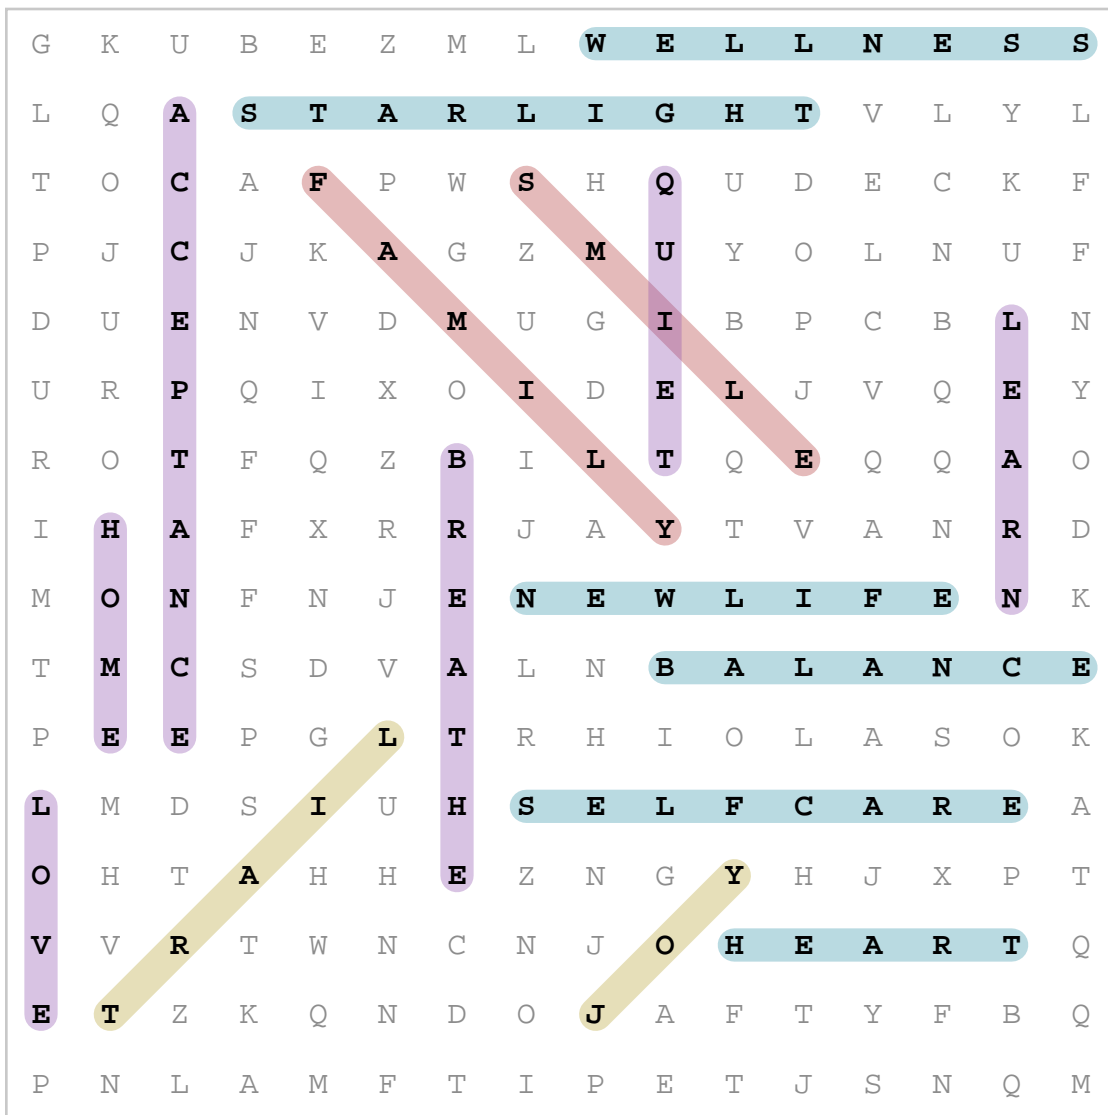 G K U B E Z M L W E L L N E S S
L Q A S T A R L I G H T V L Y L
T O C A F P W S H Q U D E C K F
P J C J K A G Z M U Y O L N U F
D U E N V D M U G I B P C B L N
U R P Q I X O I D E L J V Q E Y
R O T F Q Z B I L T Q E Q Q A O
I H A F X R R J A Y T V A N R D
M O N F N J E N E W L I F E N K
T M C S D V A L N B A L A N C E
P E E P G L T R H I O L A S O K
L M D S I U H S E L F C A R E A
O H T A H H E Z N G Y H J X P T
V V R T W N C N J O H E A R T Q
E T Z K Q N D O J A F T Y F B Q
P N L A M F T I P E T J S N Q M